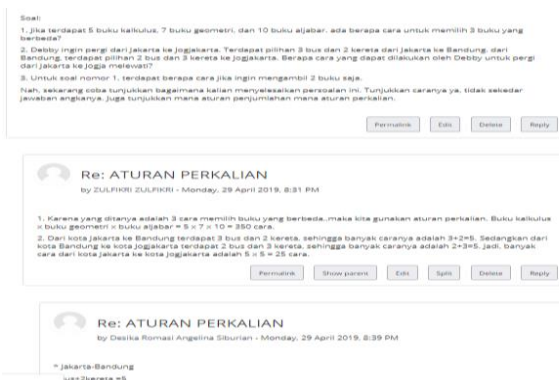 Soal:
1. Jika terdapat 5 buku kalkulus, 7 buku geometri, dan 10 buku aljabar. ada berapa cara untuk memilih 3 buku yang
berbeda?
2. Debby ingin pergi dari Jakarta ke Jogjakarta. Terdapat pilihan 3 bus dan 2 kereta dari Jakarta ke Bandung. dari
Bandung, terdapat pilihan 2 bus dan 3 kereta ke Jogjakarta. Berapa cara yang dapat dilakukan oleh Debby untuk pergi
dari Jakarta ke Jogja melewati?
3. Untuk soal nomor 1, terdapat berapa cara jika ingin mengambil 2 buku saja.
Nah, sekarang coba tunjukkan bagaimana kalian menyelesaikan persoalan ini. Tunjukkan caranya ya, tidak sekedar
jawaban angkanya. Juga tunjukkan mana aturan penjumlahan mana aturan perkalian.
Permalink Edit Delete Reply
Re: ATURAN PERKALIAN
by ZULFIKRI ZULFIKRI - Monday, 29 April 2019, 8:31 PM
1. Karena yang ditanya adalah 3 cara memilih buku yang berbeda..maka kita gunakan aturan perkalian. Buku kalkulus
x buku geometri x buku aljabar = 5 x 7 x 10 = 350 cara.
2. Dari kota Jakarta ke Bandung terdapat 3 bus dan 2 kereta, sehingga banyak caranya adalah 3+2=5. Sedangkan dari
kota Bandung ke kota Jogjakarta terdapat 2 bus dan 3 kereta, sehingga banyak caranya adalah 2+3=5. Jadi, banyak
cara dari kota Jakarta ke kota Jogjakarta adalah 5 x 5 = 25 cara.
Permalink Show parent Edit Split Delete Reply
Re: ATURAN PERKALIAN
by Desika Romasi Angelina Siburian - Monday, 29 April 2019, 8:39 PM
* Jakarta-Bandung
=5